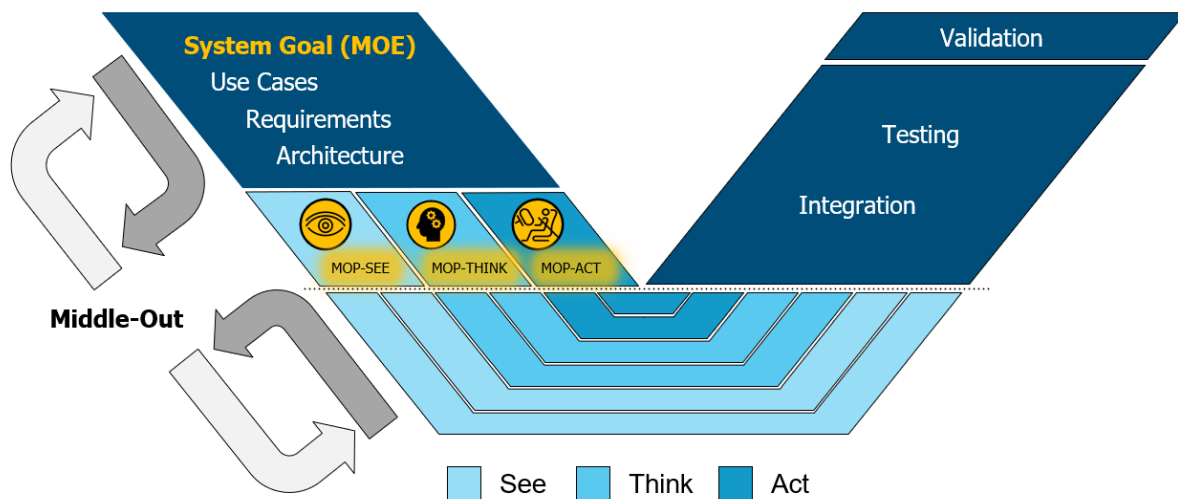 System Goal (MOE)
Use Cases
Requirements
Architecture
Validation
Testing
Integration
MOP-SEE
MOP-THINK
MOP-ACT
Middle-Out
See
Think
Act